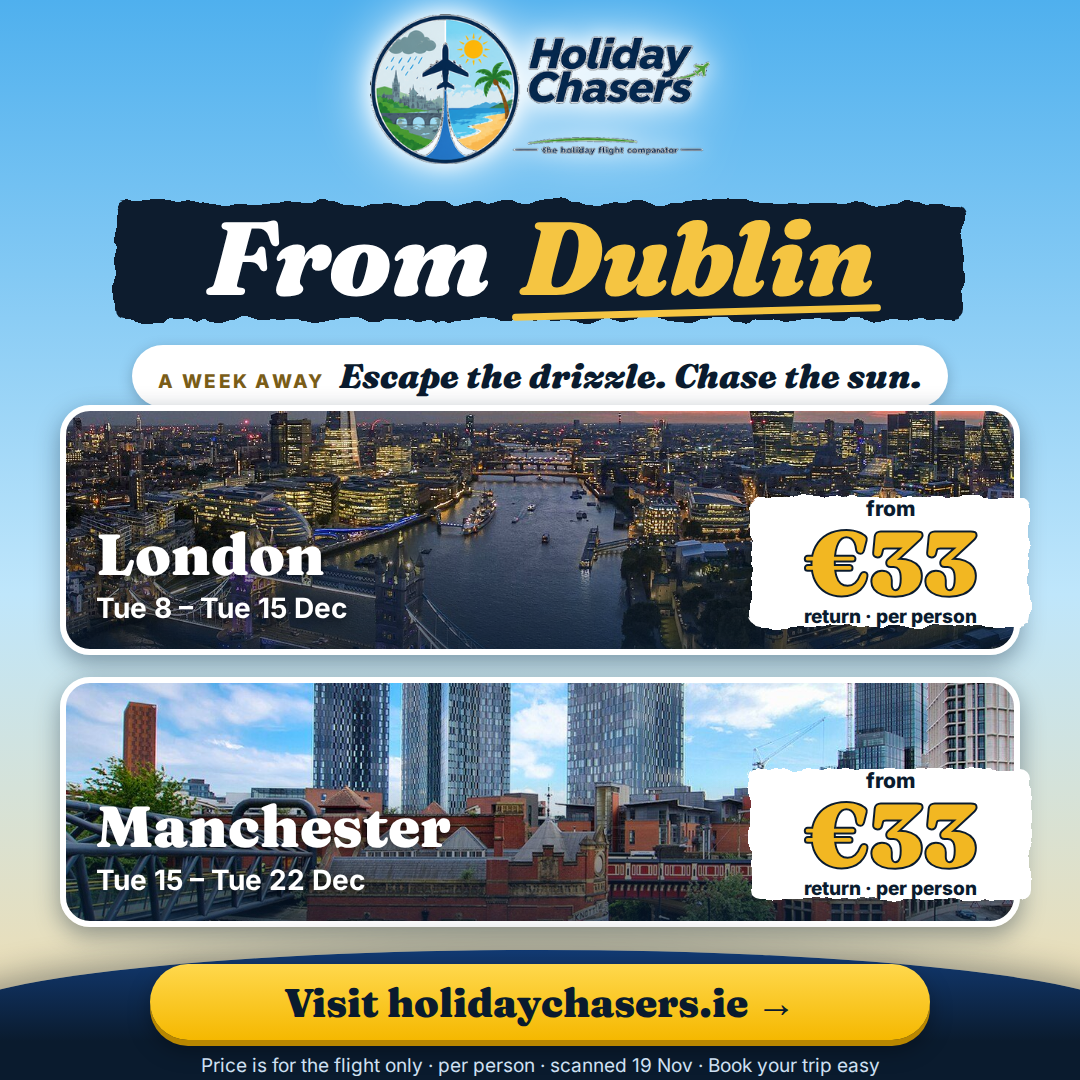 Holiday
Chasers
the holiday flight comparator
From Dublin
A WEEK AWAY Escape the drizzle. Chase the sun.
London
Tue 8 – Tue 15 Dec
from
€33
return · per person
Manchester
Tue 15 – Tue 22 Dec
from
€33
return · per person
Visit holidaychasers.ie →
Price is for the flight only · per person · scanned 19 Nov · Book your trip easy